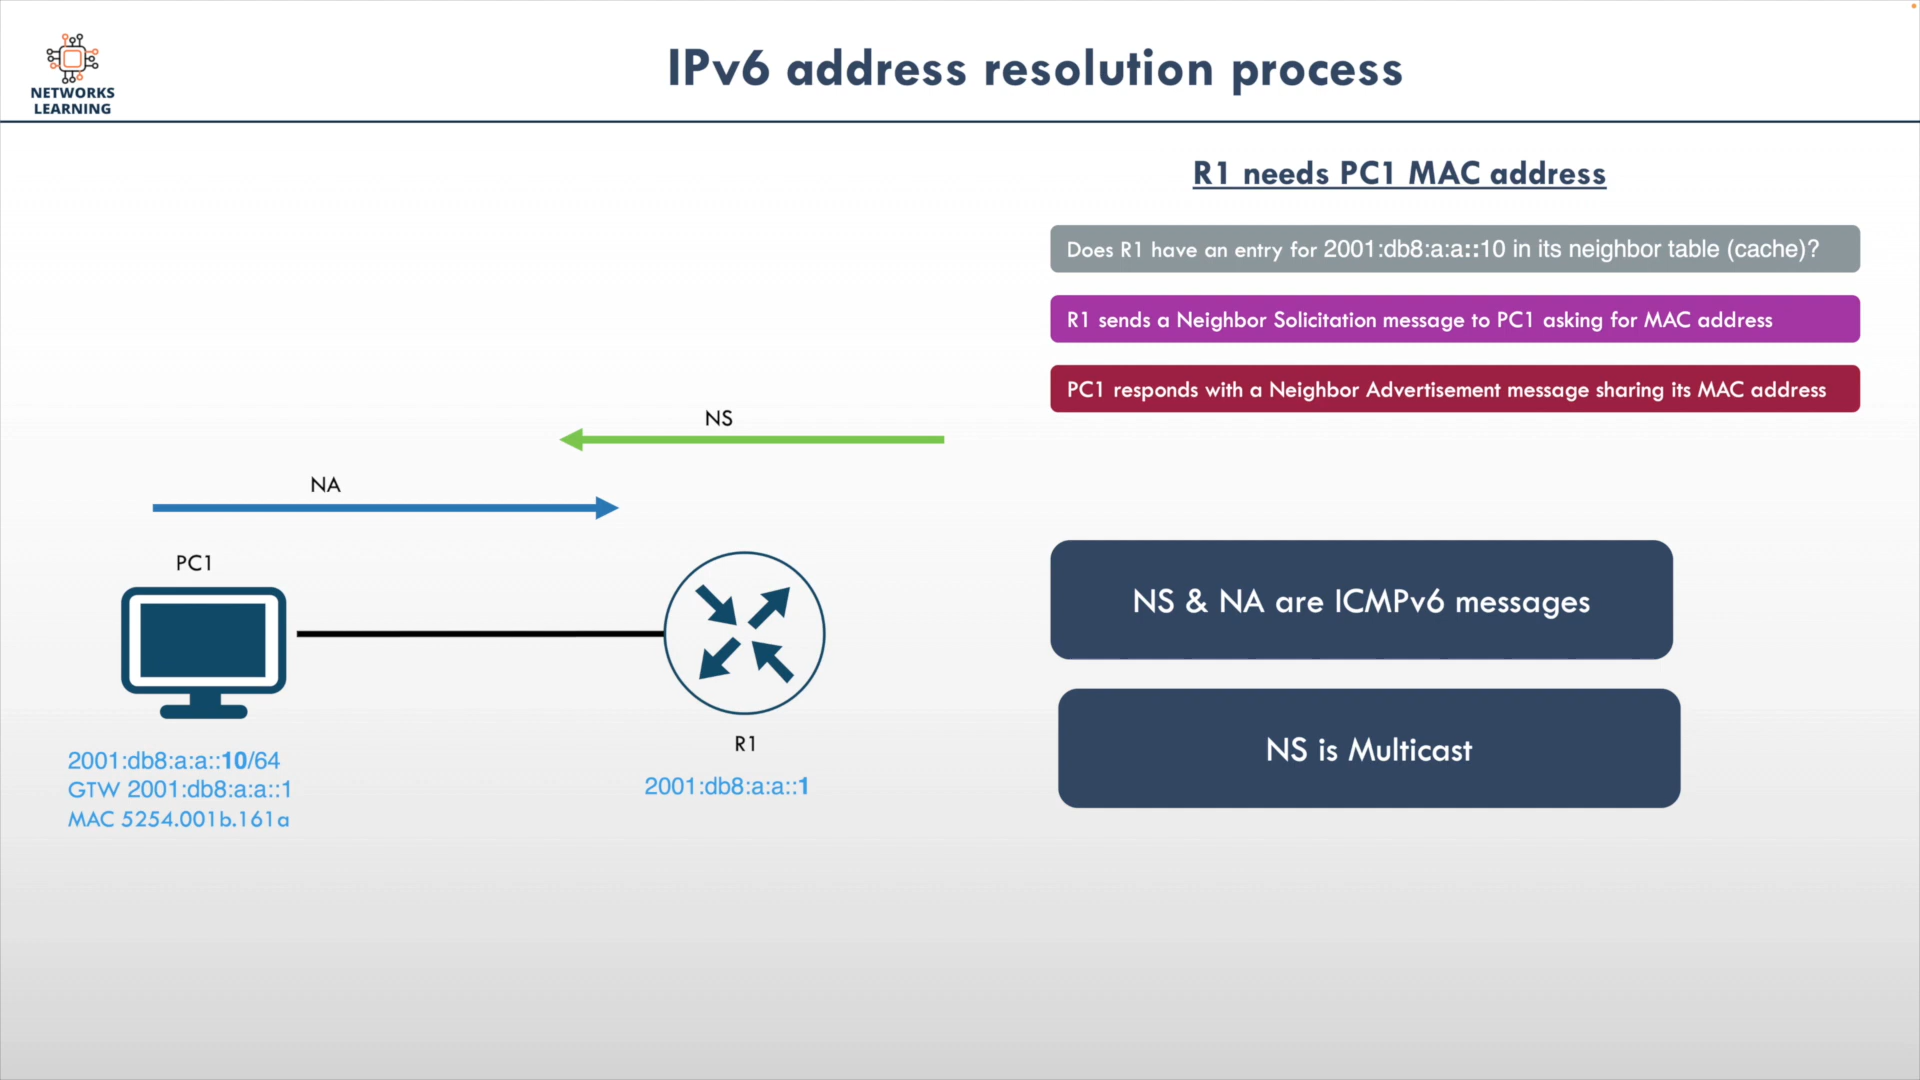 NETWORKS
LEARNING
IPv6 address resolution process
R1 needs PC1 MAC address
Does R1 have an entry for 2001:db8:a:a::10 in its neighbor table (cache)?
R1 sends a Neighbor Solicitation message to PC1 asking for MAC address
PC1 responds with a Neighbor Advertisement message sharing its MAC address
NS
NA
PC1
2001:db8:a:a::10/64
GTW 2001:db8:a:a::1
MAC 5254.001b.161a
R1
2001:db8:a:a::1
NS & NA are ICMPv6 messages
NS is Multicast